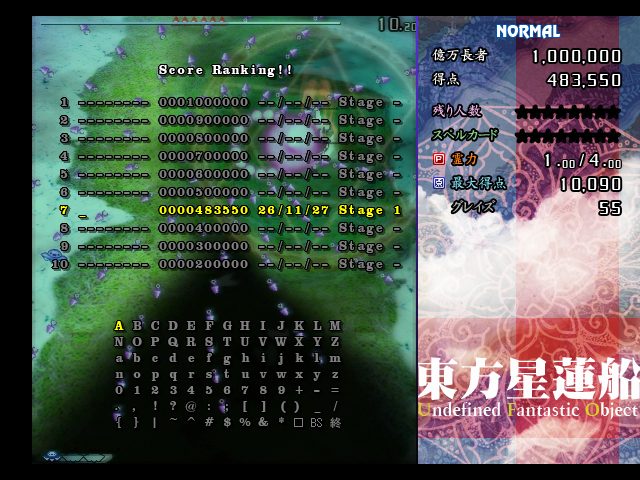 10.20
Score Ranking!!
1 -------- 0001000000 --/--/-- Stage -
2 -------- 0000900000 --/--/-- Stage -
3 -------- 0000800000 --/--/-- Stage -
4 -------- 0000700000 --/--/-- Stage -
5 -------- 0000600000 --/--/-- Stage -
6 -------- 0000500000 --/--/-- Stage -
7 _ 0000483550 26/11/27 Stage 1
8 -------- 0000400000 --/--/-- Stage -
9 -------- 0000300000 --/--/-- Stage -
10 -------- 0000200000 --/--/-- Stage -
A B C D E F G H I J K L M
N O P Q R S T U V W X Y Z
a b c d e f g h i j k l m
n o p q r s t u v w x y z
0 1 2 3 4 5 6 7 8 9 + - =
. , ! ? @ : ; [ ] ( ) _ /
{ } | ~ ^ # $ % & * □ BS 終
NORMAL
億万長者 1,000,000
得点 483,550
残り人数 ★★★★★★★★
スペルカード ★★★★★★★★
P 霊力 1.00/4.00
点 最大得点 10,090
グレイズ 55
東方星蓮船
Undefined Fantastic Object